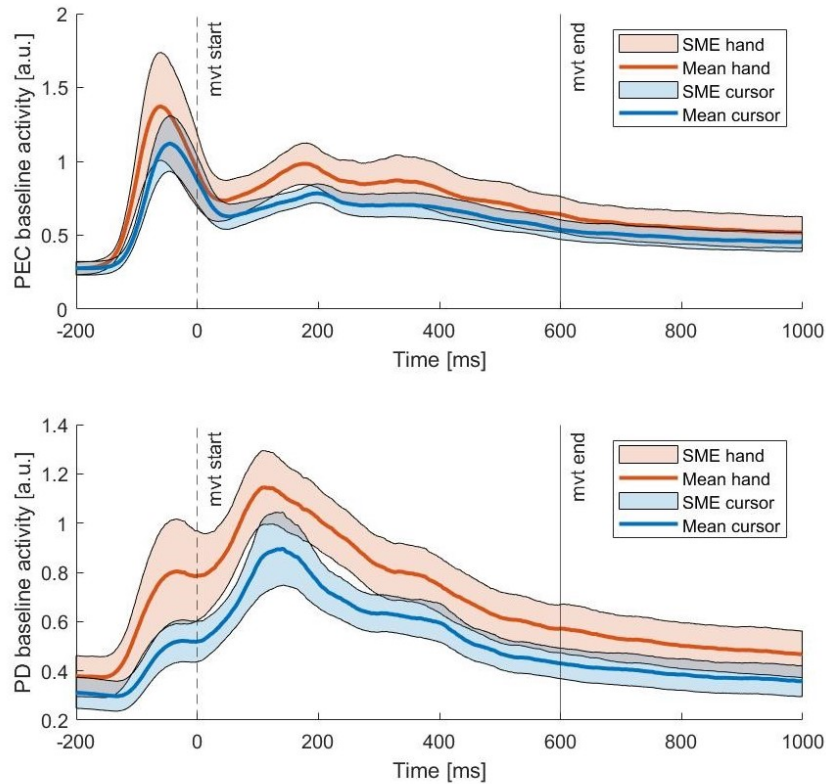 PEC baseline activity [a.u.]
2
1.5
1
0.5
0
mvt start
mvt end
SME hand
Mean hand
SME cursor
Mean cursor
-200
0
200
400
600
800
1000
Time [ms]
PD baseline activity [a.u.]
1.4
1.2
1
0.8
0.6
0.4
0.2
mvt start
mvt end
SME hand
Mean hand
SME cursor
Mean cursor
-200
0
200
400
600
800
1000
Time [ms]